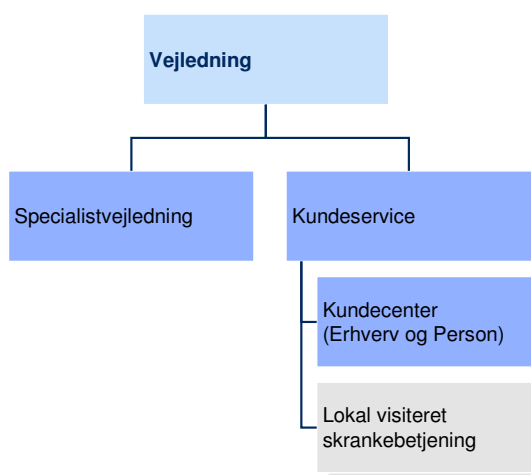 Vejledning
Specialistvejledning
Kundeservice
Kundecenter
(Erhverv og Person)
Lokal visiteret
skrankebetjening